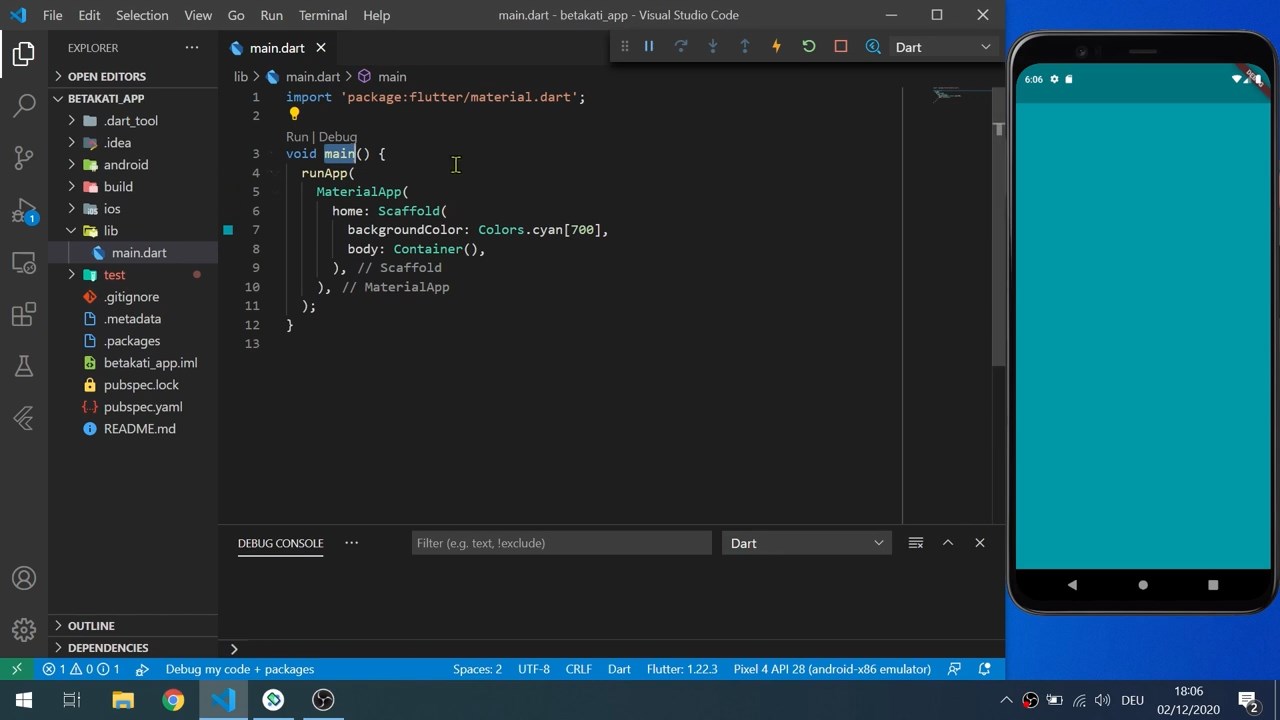 File Edit Selection View Go Run Terminal Help main.dart - betakati_app - Visual Studio Code
EXPLORER
OPEN EDITORS
BETAKATI_APP
.dart_tool
.idea
android
build
ios
lib
main.dart
test
.gitignore
.metadata
.packages
betakati_app.iml
pubspec.lock
pubspec.yaml
README.md
OUTLINE
DEPENDENCIES
1
main.dart
Dart
lib > main.dart > main
1 import 'package:flutter/material.dart';
2
Run | Debug
3 void main() {
4 runApp(
5 MaterialApp(
6 home: Scaffold(
7 backgroundColor: Colors.cyan[700],
8 body: Container(),
9 ), // Scaffold
10 ), // MaterialApp
11 );
12 }
13
DEBUG CONSOLE
Filter (e.g. text, !exclude)
Dart
1 0 1 Debug my code + packages Spaces: 2 UTF-8 CRLF Dart Flutter: 1.22.3 Pixel 4 API 28 (android-x86 emulator)
6:06
DEBUG
DEU
18:06
02/12/2020
2